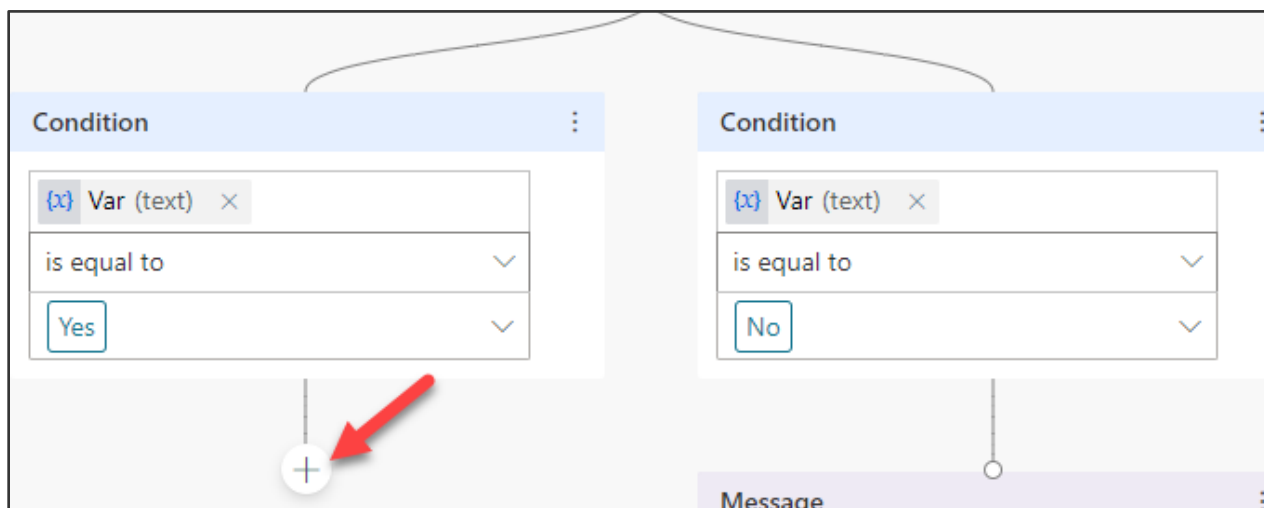 Condition
{x} Var (text)
is equal to
Yes
Condition
{x} Var (text)
is equal to
No
Message